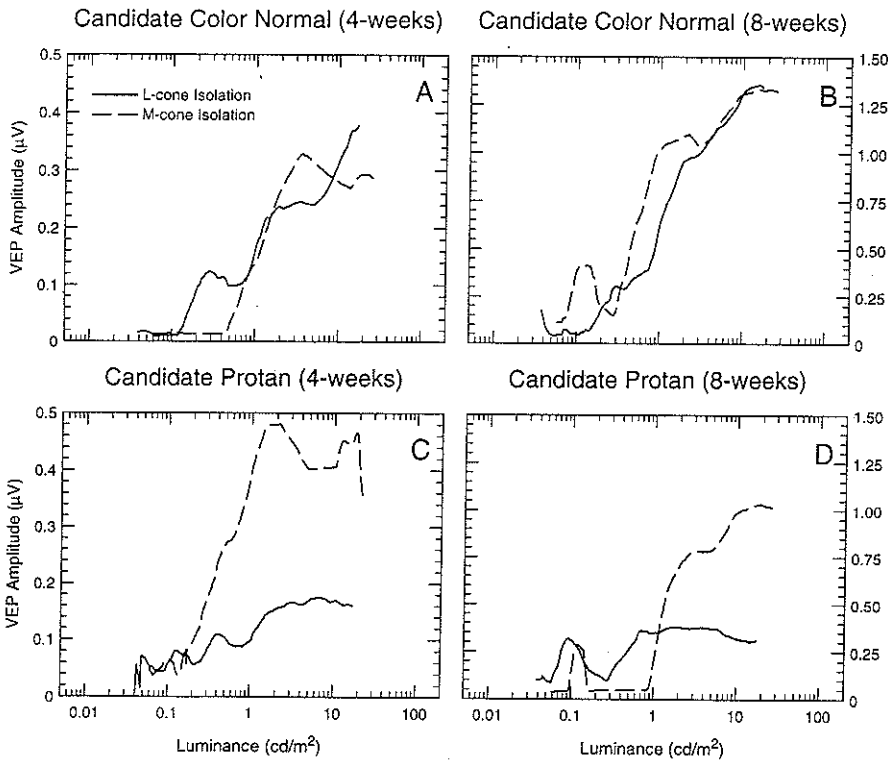 Candidate Color Normal (4-weeks)
Candidate Color Normal (8-weeks)
0.5
0.4
0.3
0.2
0.1
0
VEP Amplitude (µV)
L-cone Isolation
M-cone Isolation
A
B
1.50
1.25
1.00
0.75
0.50
0.25
0
Candidate Protan (4-weeks)
Candidate Protan (8-weeks)
0.5
0.4
0.4
0.2
0.1
0
VEP Amplitude (µV)
C
D
1.50
1.25
1.00
0.75
0.50
0.25
0
0.01 0.1 1 10 100
0.01 0.1 1 10 100
Luminance (cd/m²)
Luminance (cd/m²)